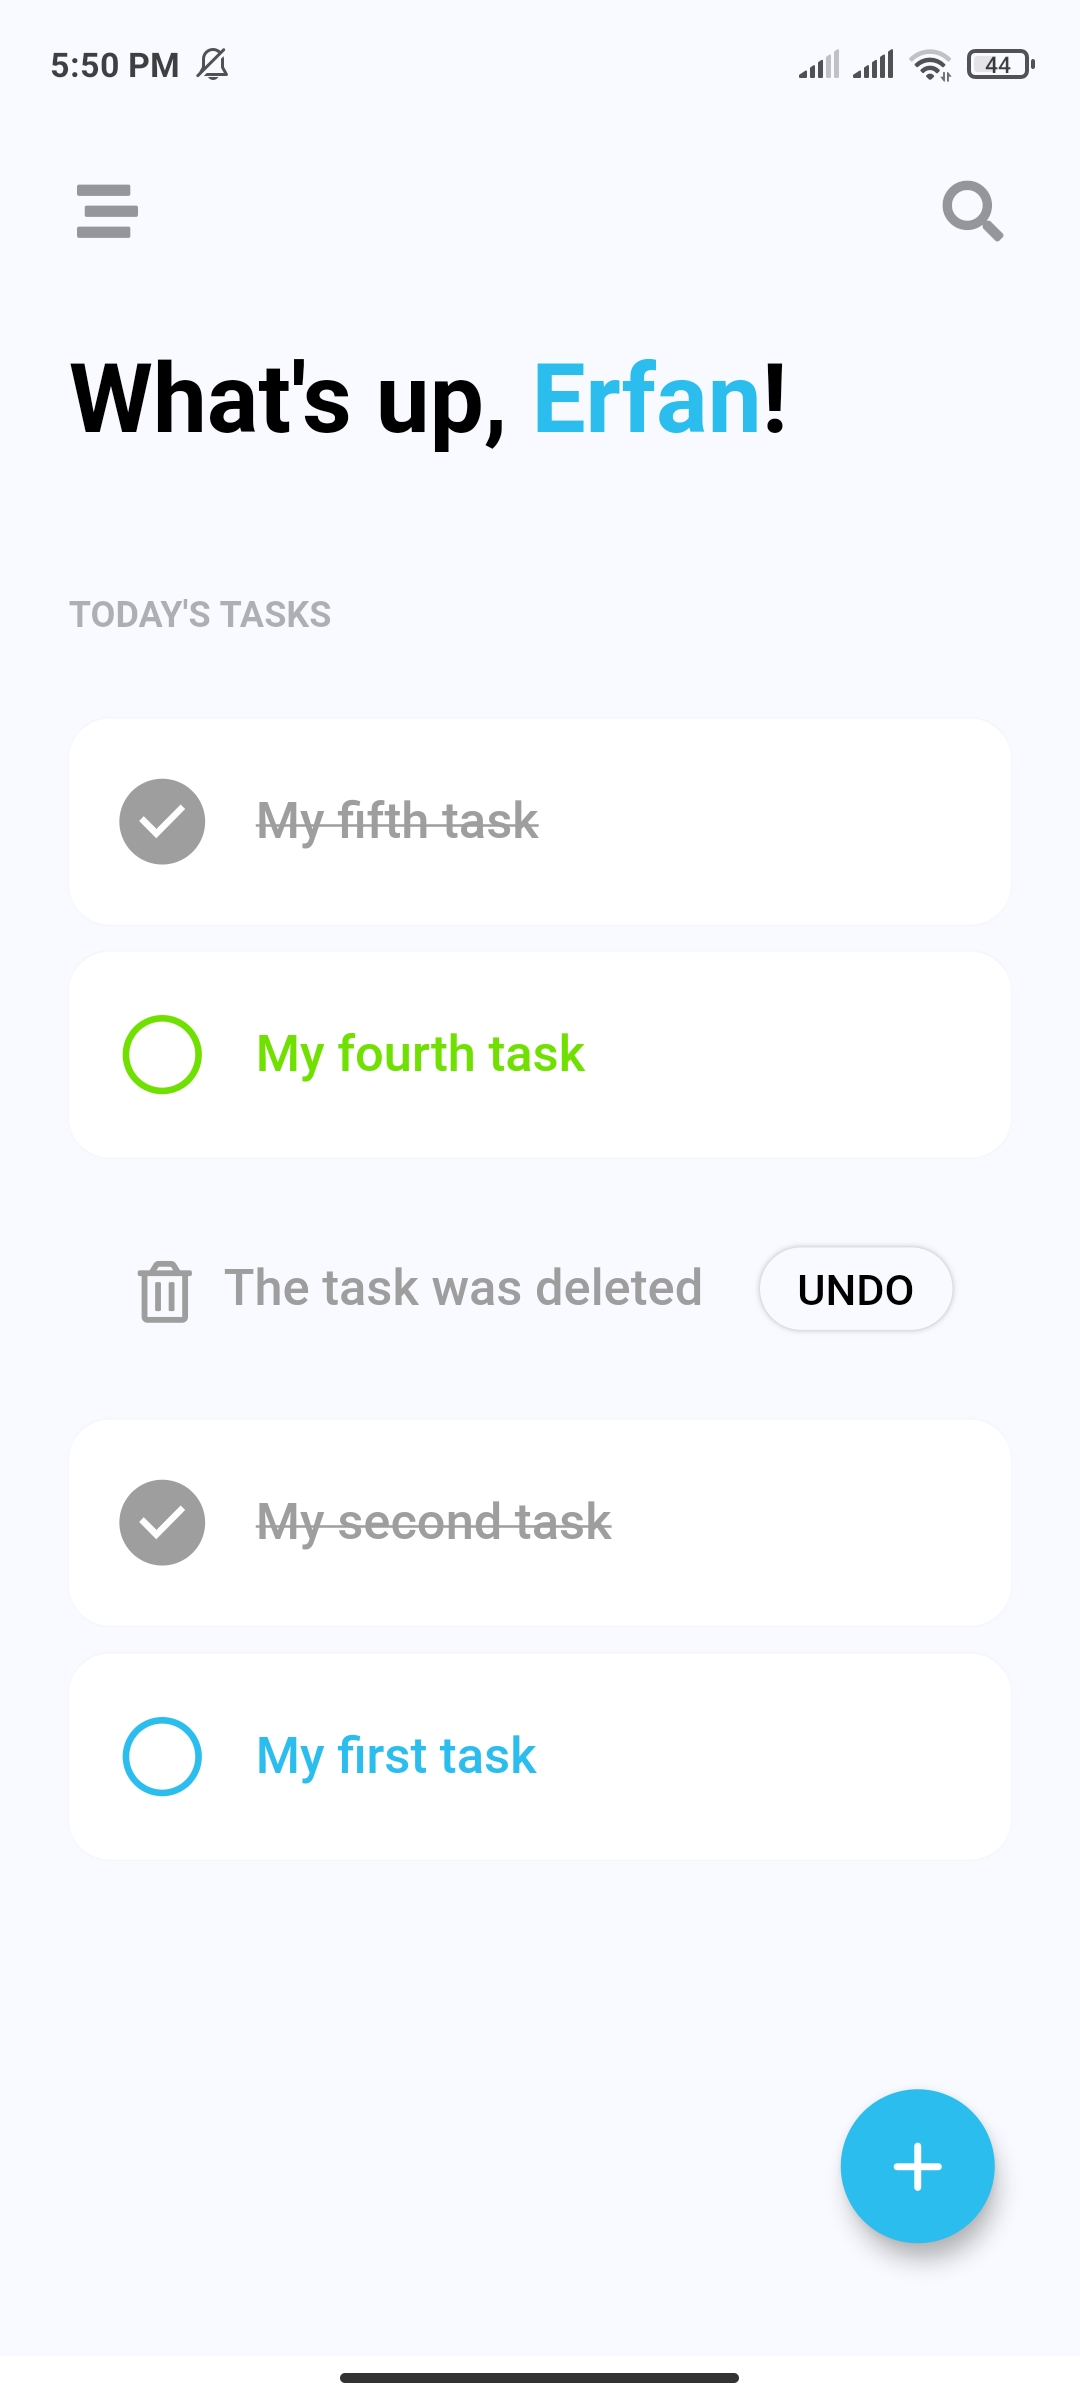 5:50 PM
44
What's up, Erfan!
TODAY'S TASKS
My fifth task
My fourth task
The task was deleted
UNDO
My second task
My first task